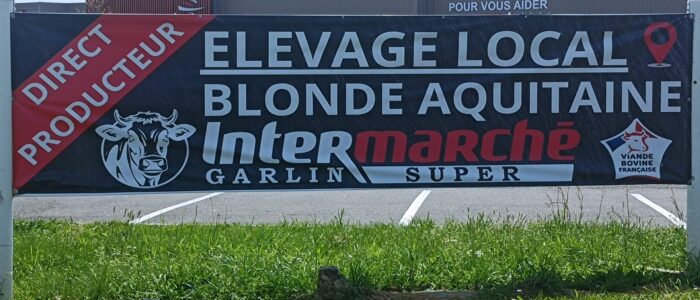 POUR VOUS AIDER
DIRECT
PRODUCTEUR
ELEVAGE LOCAL
BLONDE AQUITAINE
Intermarché
GARLIN SUPER
VIANDE
BOVINE
FRANÇAISE